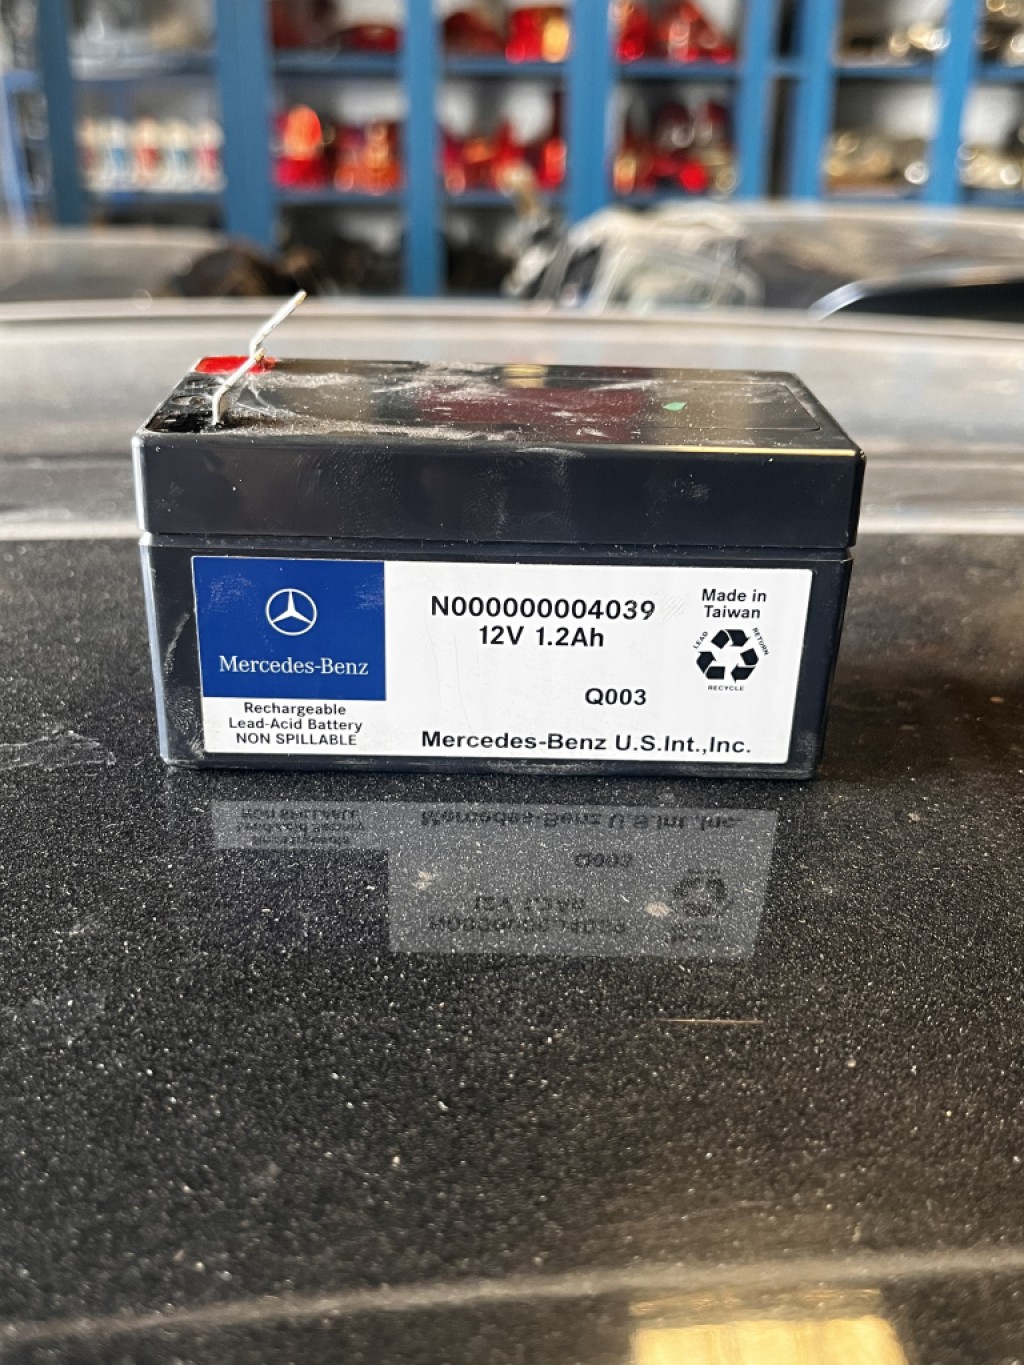 Mercedes-Benz
Rechargeable
Lead-Acid Battery
NON SPILLABLE
N000000004039
12V 1.2Ah
Q003
Mercedes-Benz U.S.Int.,Inc.
Made in
Taiwan
LEAD RETURN
RECYCLE